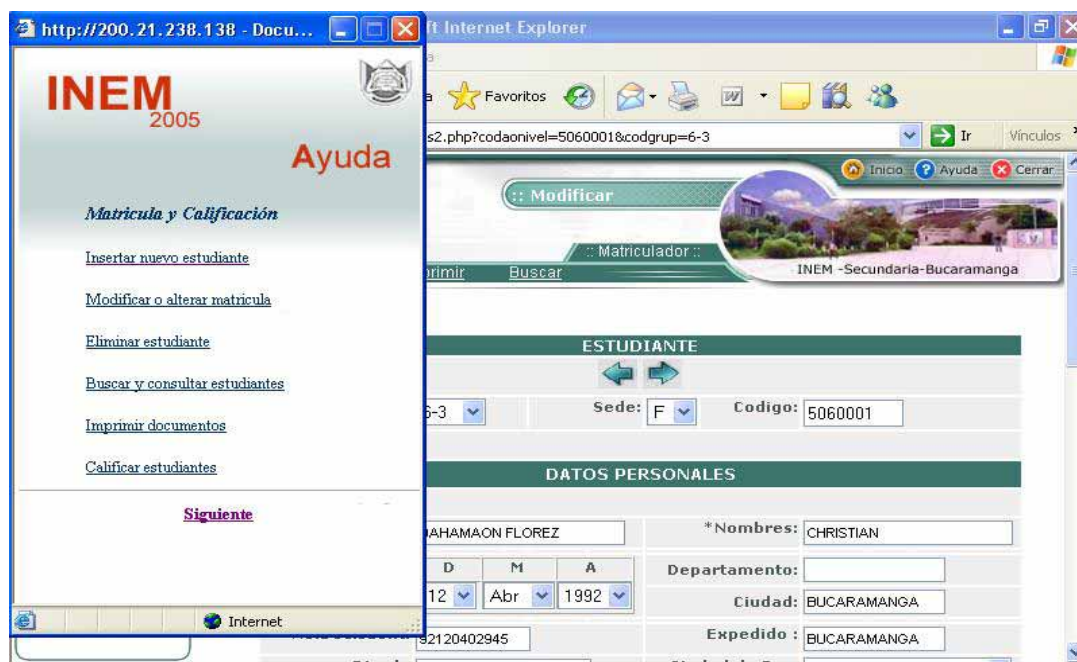 http://200.21.238.138 - Docu...
INEM
2005
Ayuda
Matricula y Calificación
Insertar nuevo estudiante
Modificar o alterar matricula
Eliminar estudiante
Buscar y consultar estudiantes
Imprimir documentos
Calificar estudiantes
Siguiente
Internet
ft Internet Explorer
Favoritos
s2.php?codaonivel=5060001&codgrup=6-3
Ir
Vínculos
Inicio
Ayuda
Cerrar
:: Modificar
:: Matriculador ::
primir
Buscar
INEM -Secundaria-Bucaramanga
ESTUDIANTE
6-3
Sede: F
Codigo: 5060001
DATOS PERSONALES
BAHAMAON FLOREZ
*Nombres: CHRISTIAN
D M A
Departamento:
12 Abr 1992
Ciudad: BUCARAMANGA
92120402945
Expedido : BUCARAMANGA